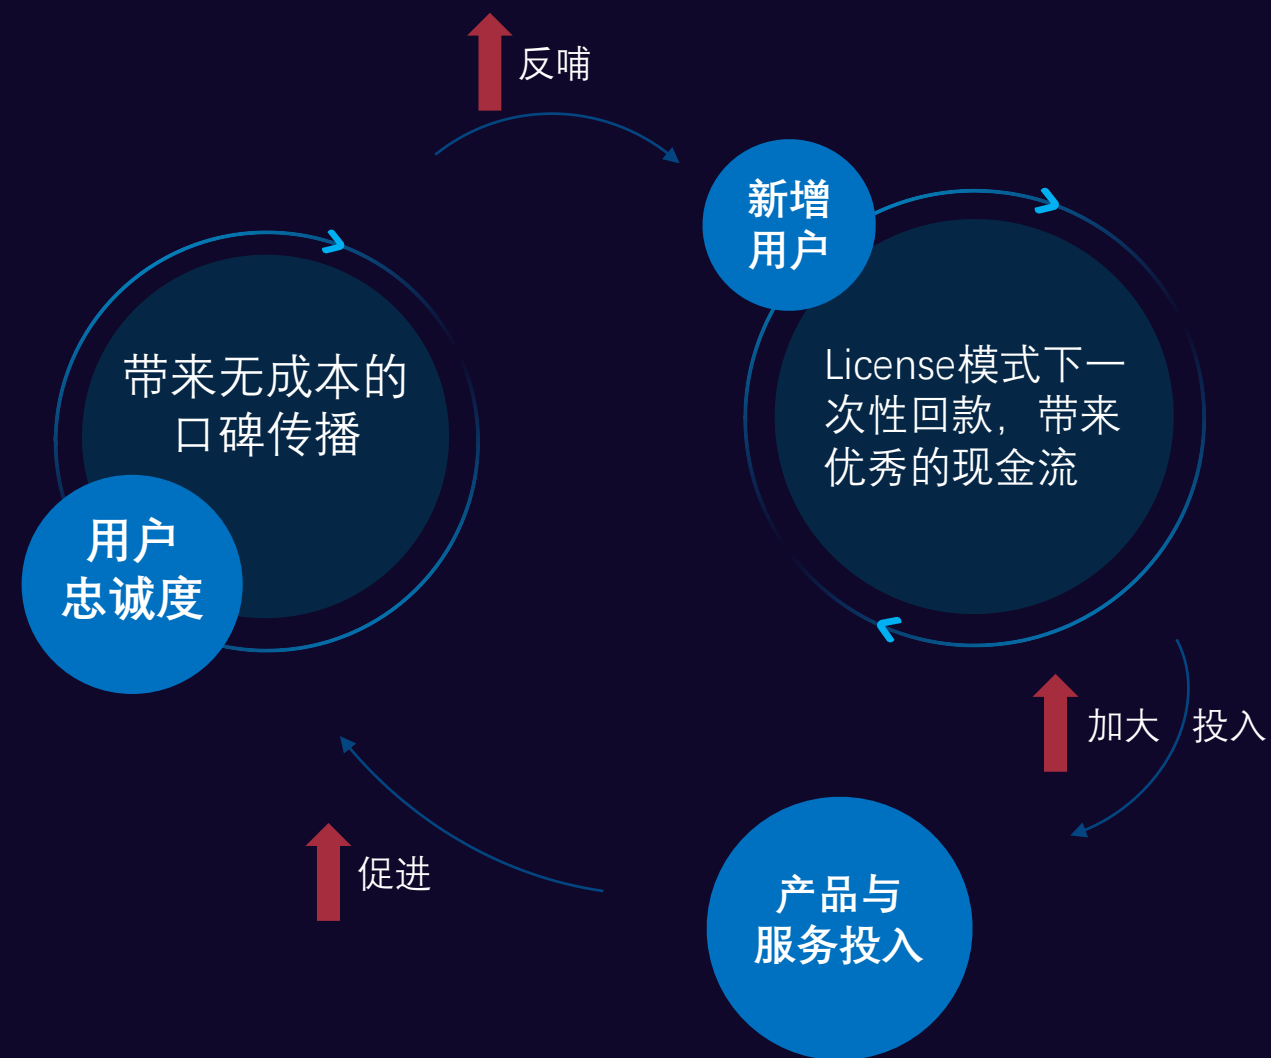 反哺
新增
用户
带来无成本的
口碑传播
License模式下一
次性回款，带来
优秀的现金流
用户
忠诚度
加大 投入
促进
产品与
服务投入